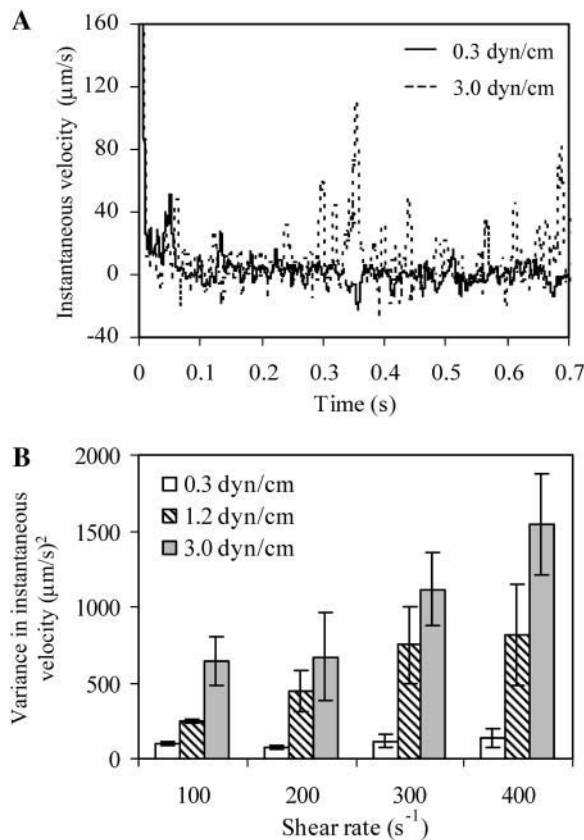 A
Instantaneous velocity (µm/s)
160
120
80
40
0
-40
0.3 dyn/cm
3.0 dyn/cm
0 0.1 0.2 0.3 0.4 0.5 0.6 0.7
Time (s)
B
Variance in instantaneous
velocity (µm/s)²
2000
1500
1000
500
0
0.3 dyn/cm
1.2 dyn/cm
3.0 dyn/cm
100 200 300 400
Shear rate (s⁻¹)